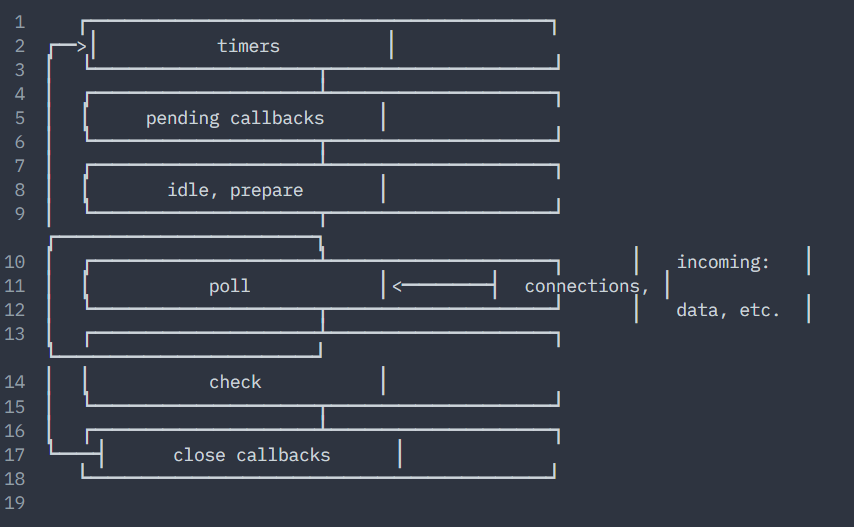 1
2 timers
3
4
5 pending callbacks
6
7
8 idle, prepare
9
10 incoming:
11 poll connections,
12 data, etc.
13
14 check
15
16
17 close callbacks
18
19